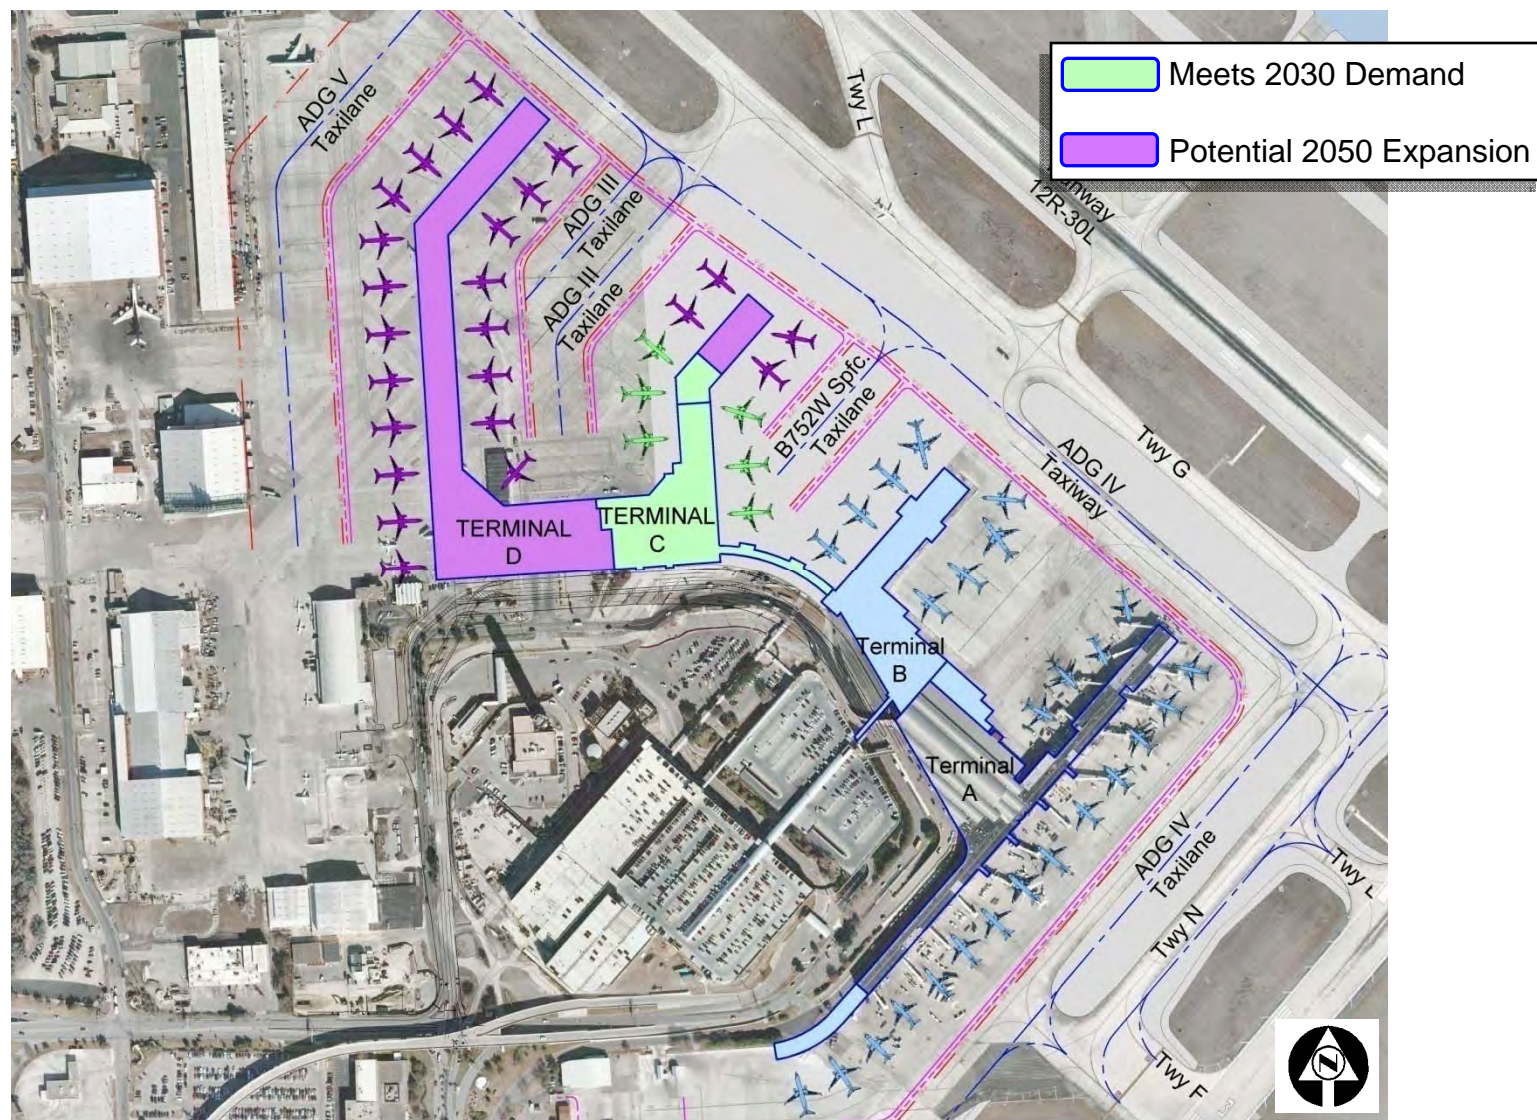 Meets 2030 Demand
Potential 2050 Expansion
Twy L
12R-30L
ADG V
Taxilane
ADG III
Taxilane
ADG III
Taxilane
B752W Spfc.
Taxilane
ADG IV
Taxiway
Twy G
TERMINAL
D
TERMINAL
C
Terminal
B
Terminal
A
ADG IV
Taxilane
Twy N
Twy F
N